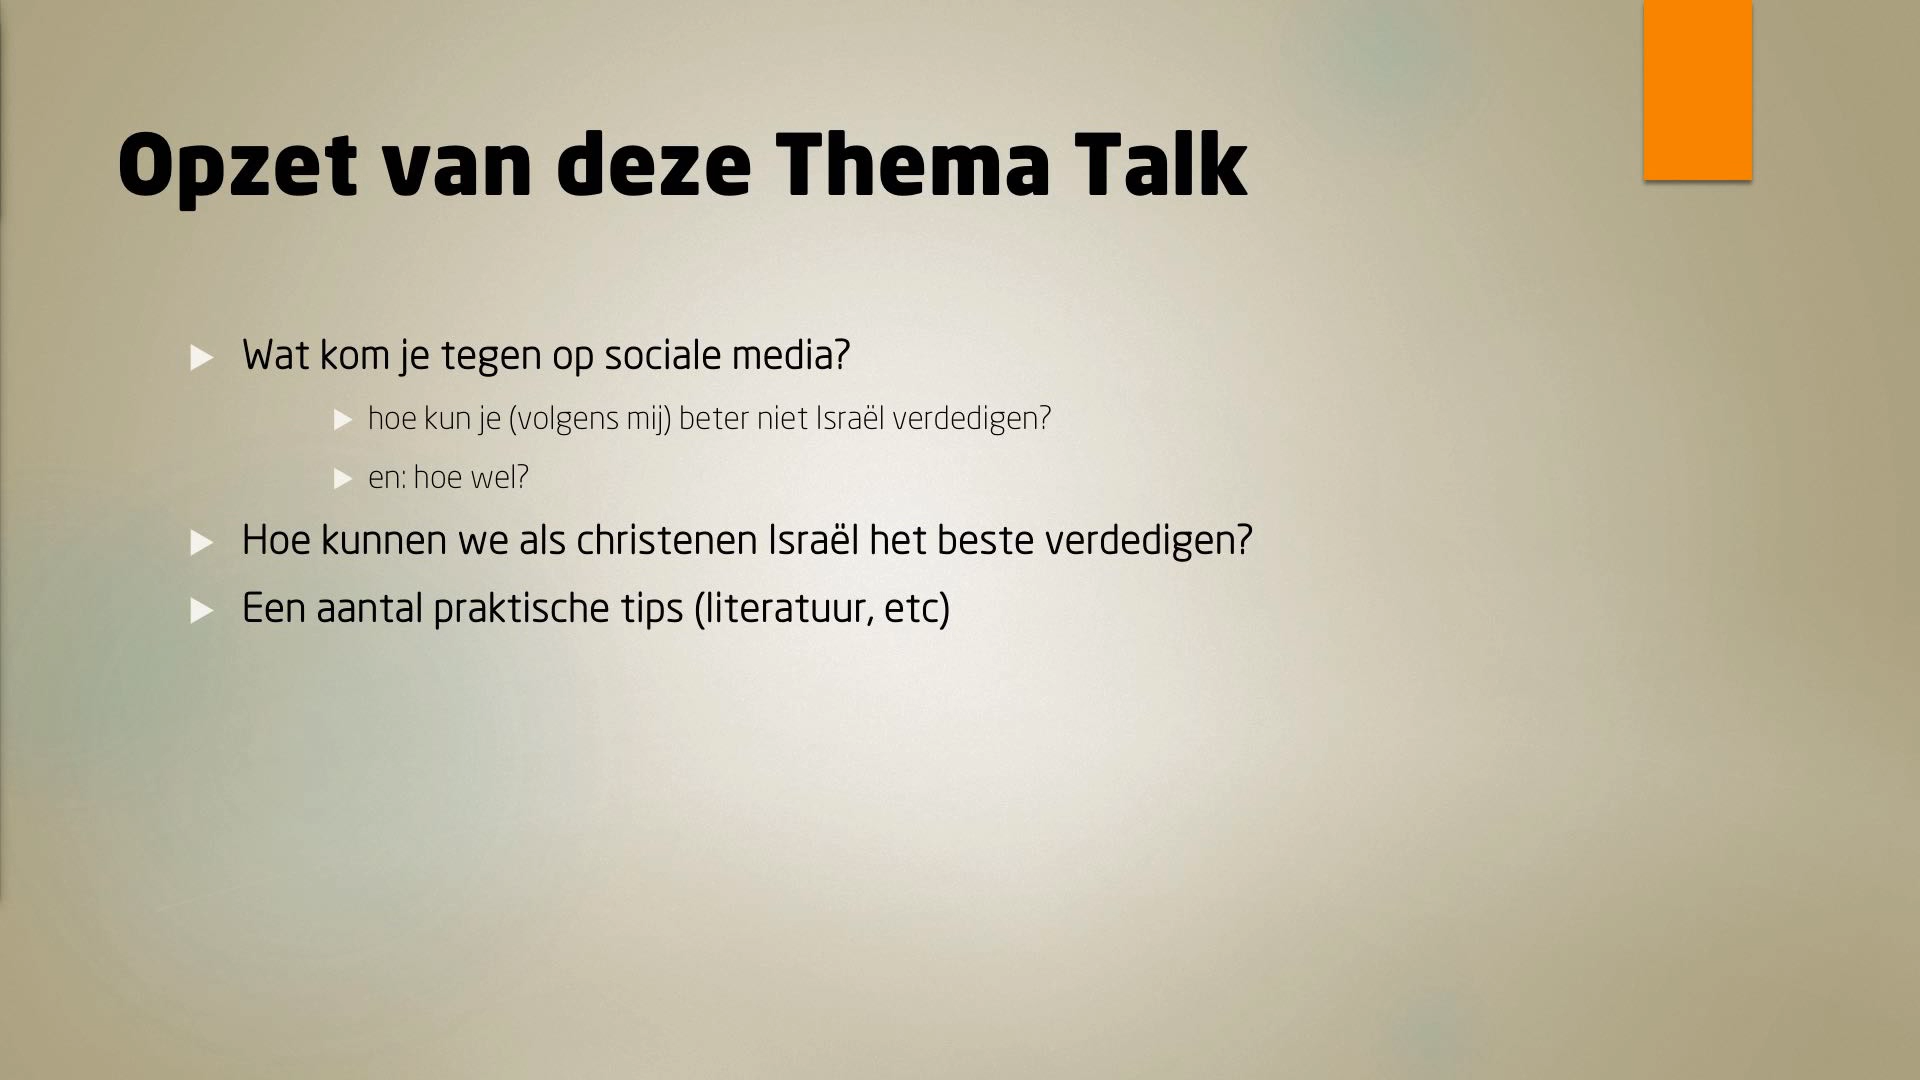 Opzet van deze Thema Talk
Wat kom je tegen op sociale media?
hoe kun je (volgens mij) beter niet Israël verdedigen?
en: hoe wel?
Hoe kunnen we als christenen Israël het beste verdedigen?
Een aantal praktische tips (literatuur, etc)